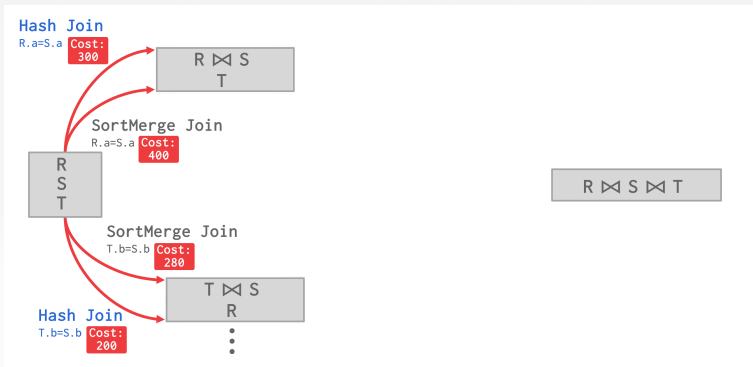 Hash Join
R.a=S.a
Cost:
300
R ⋈ S
T
SortMerge Join
R.a=S.a
Cost:
400
R
S
T
R ⋈ S ⋈ T
SortMerge Join
T.b=S.b
Cost:
280
T ⋈ S
R
Hash Join
T.b=S.b
Cost:
200